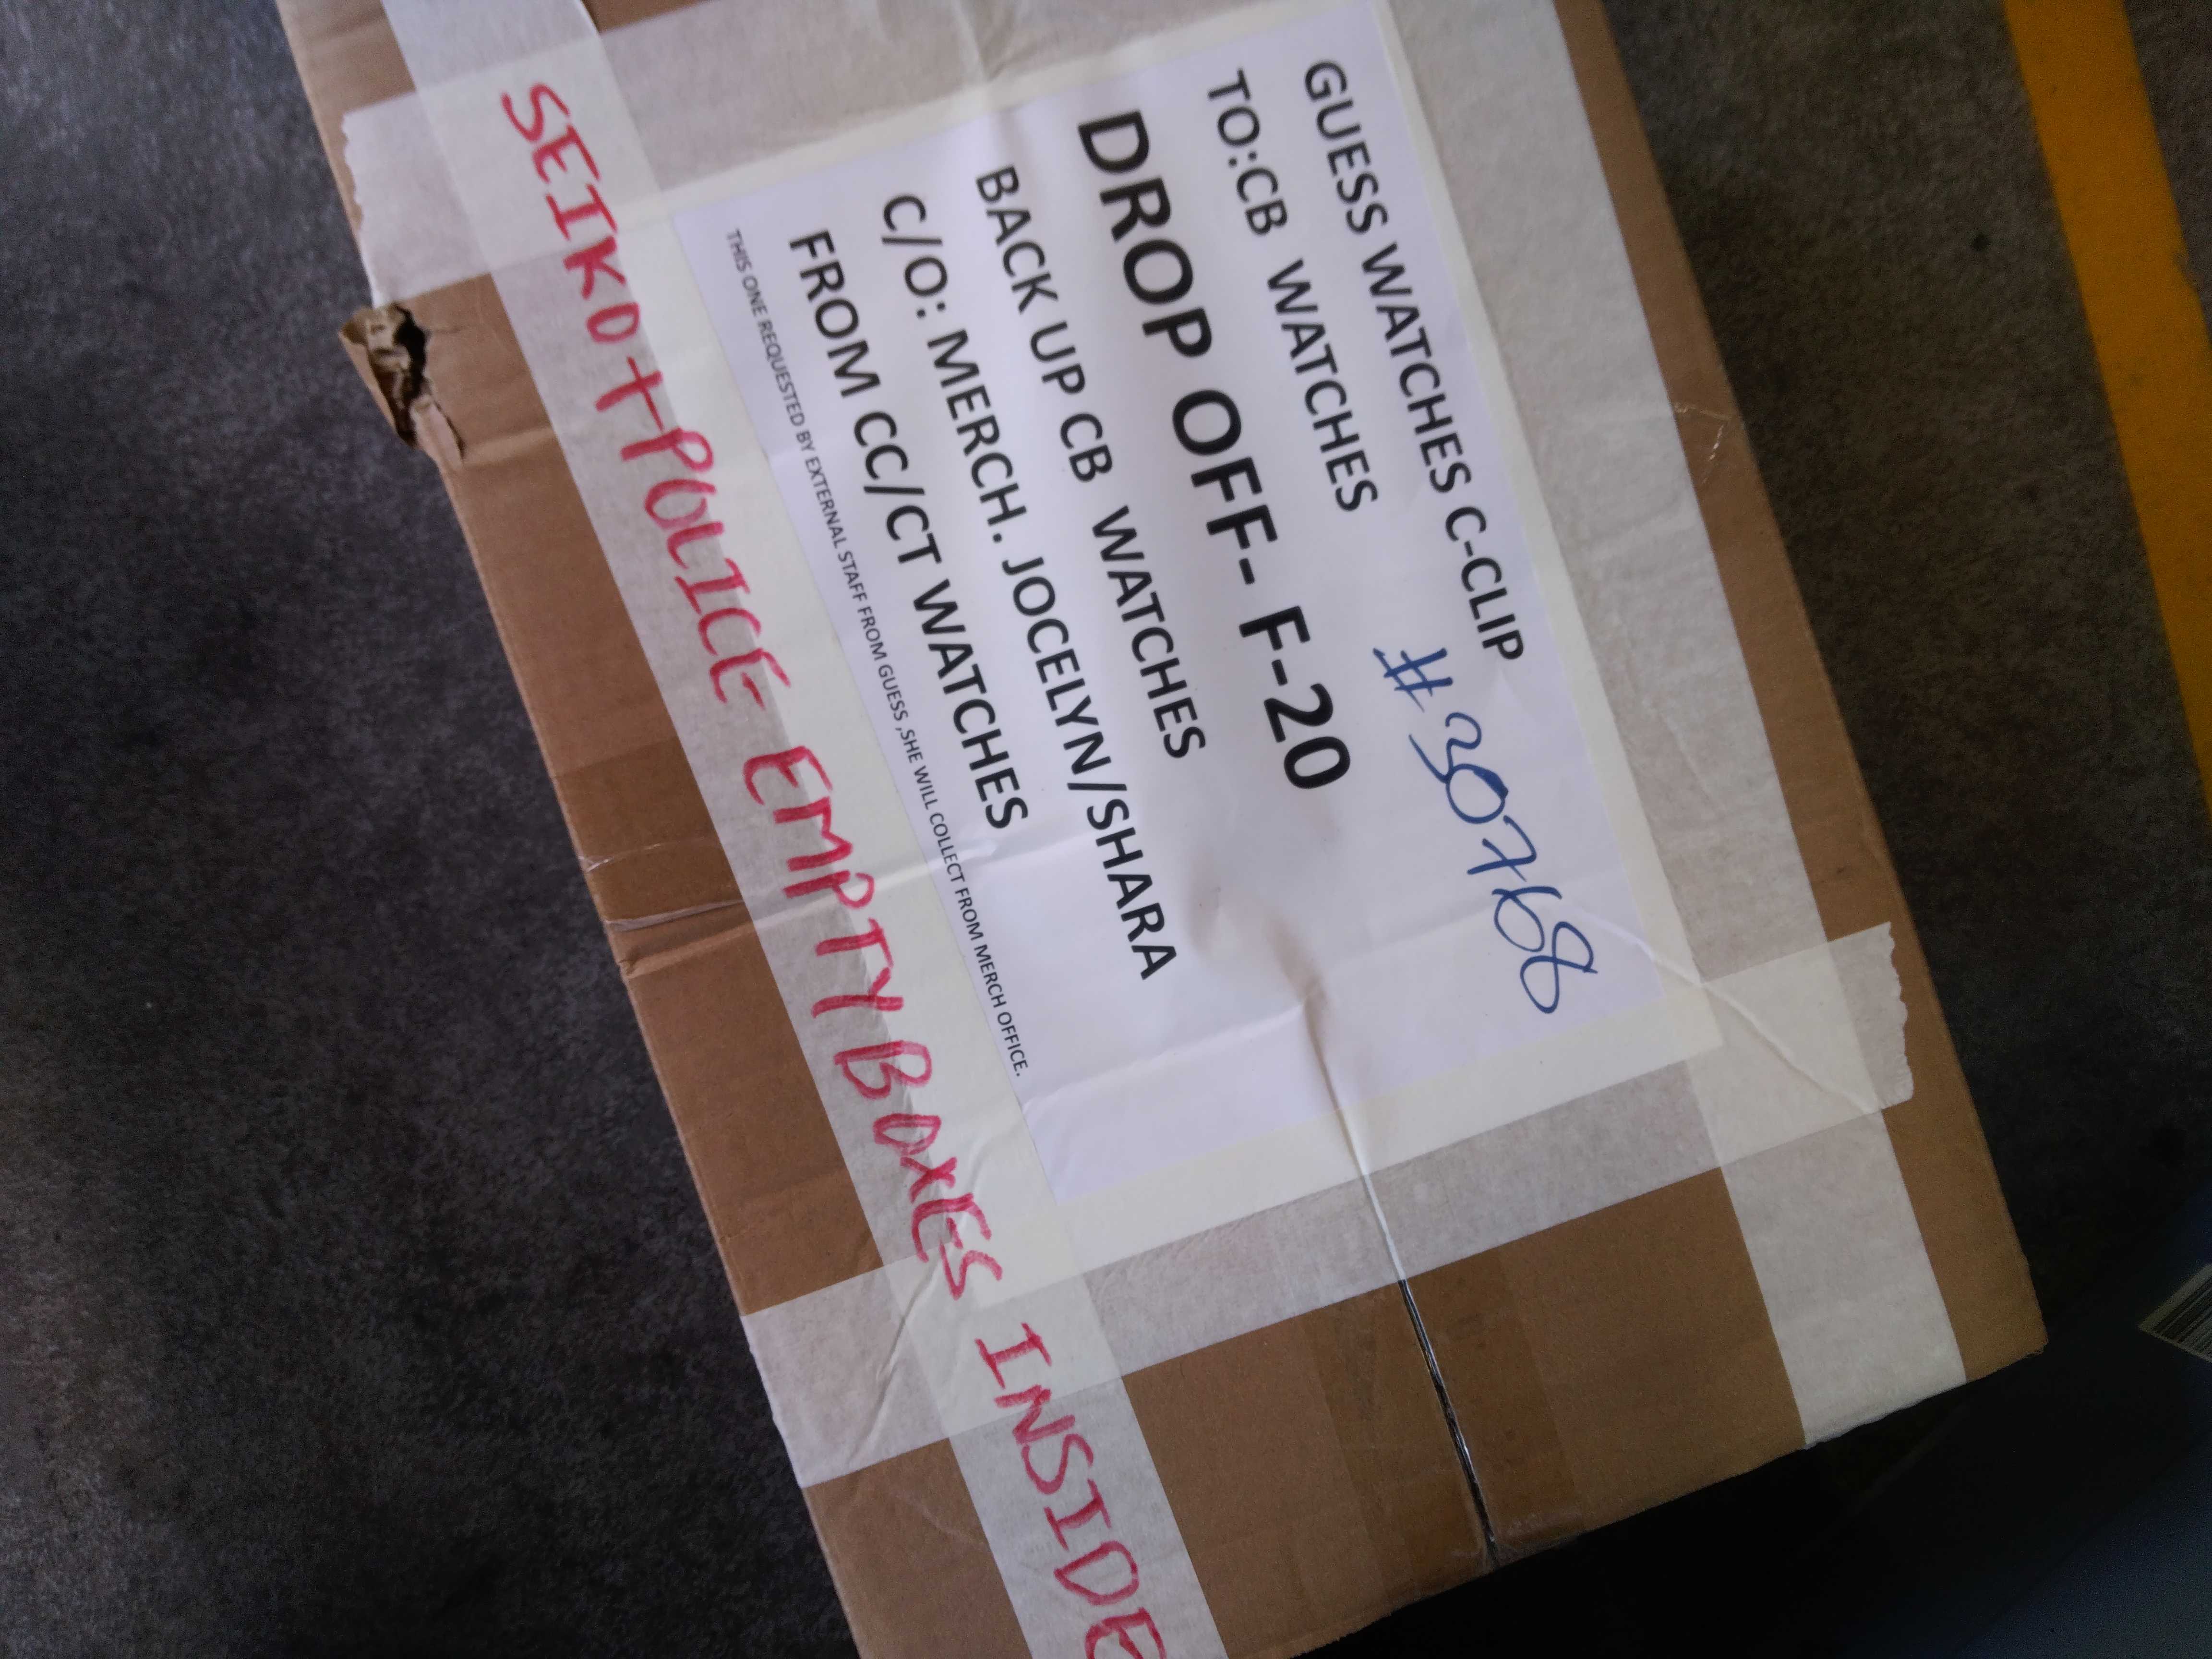 GUESS WATCHES C-CLIP
#30768
TO:CB WATCHES
DROP OFF- F-20
BACK UP CB WATCHES
C/O: MERCH. JOCELYN/SHARA
FROM CC/CT WATCHES
THIS ONE REQUESTED BY EXTERNAL STAFF FROM GUESS ,SHE WILL COLLECT FROM MERCH OFFICE.
SEIKO + POLICE EMPTY BOXES INSIDE